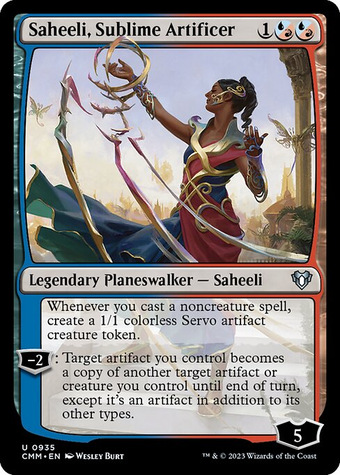 Saheeli, Sublime Artificer 1
Legendary Planeswalker — Saheeli
Whenever you cast a noncreature spell,
create a 1/1 colorless Servo artifact
creature token.
-2 : Target artifact you control becomes
a copy of another target artifact or
creature you control until end of turn,
except it's an artifact in addition to its
other types.
5
U 0935
CMM • EN Wesley Burt
™ & © 2023 Wizards of the Coast